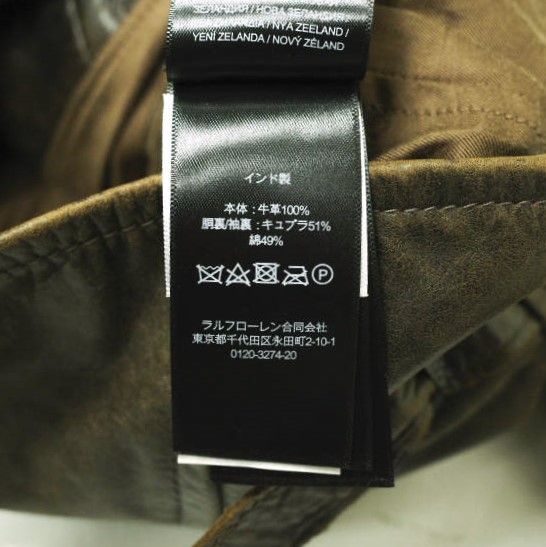 ЗЕЛАНДИЯ / НОВА ЗЕЛАНДИЯ /
/ NYA ZEELAND /
YENİ ZELANDA / NOVÝ ZÉLAND
インド製
本体 : 牛革100%
胴裏/袖裏 : キュプラ51%
綿49%
P
ラルフローレン合同会社
東京都千代田区永田町2-10-1
0120-3274-20